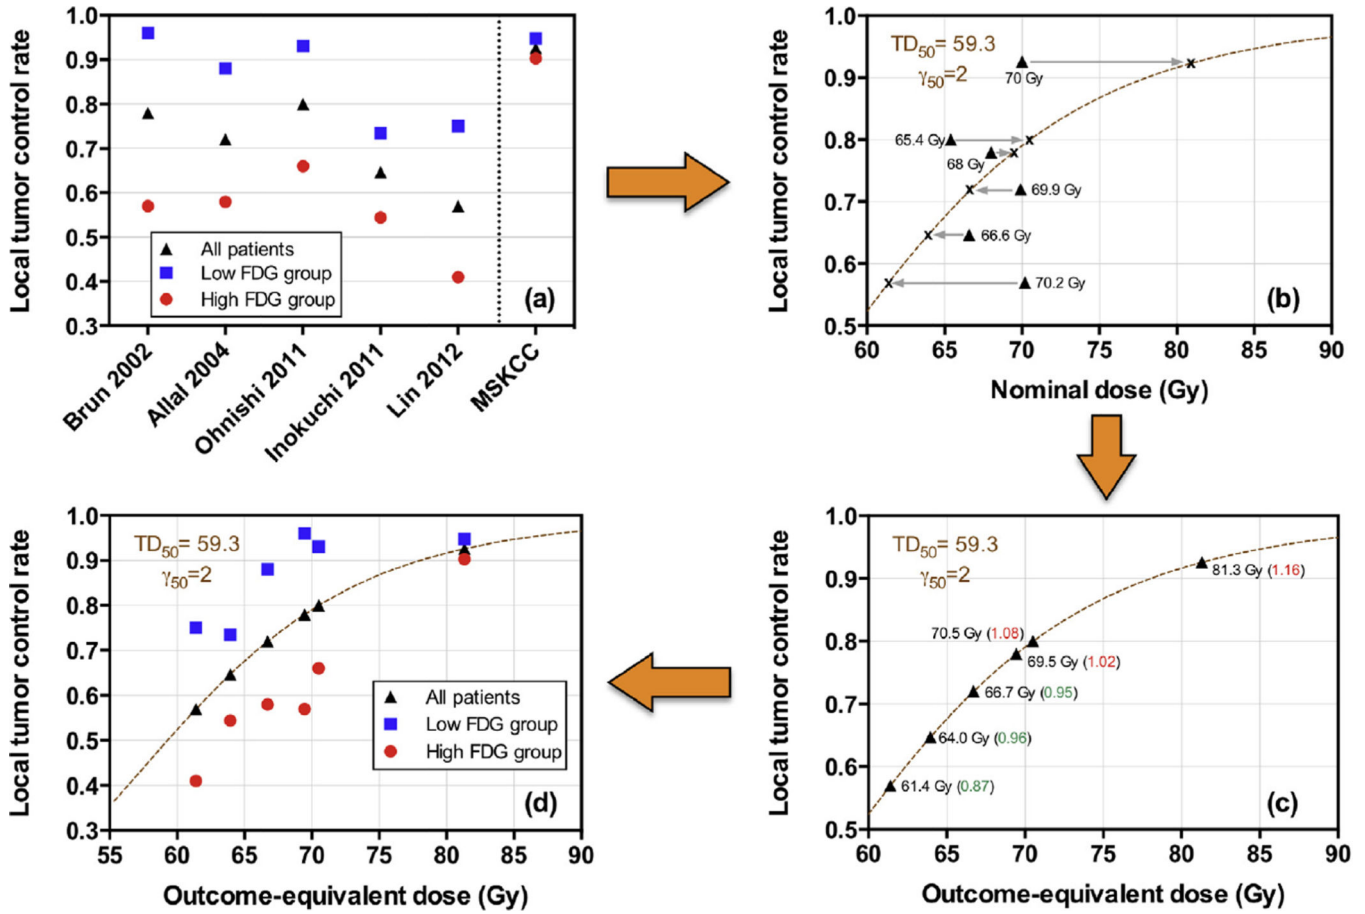 Local tumor control rate
1.0
0.9
0.8
0.7
0.6
0.5
0.4
0.3
All patients
Low FDG group
High FDG group
(a)
Brun 2002
Allal 2004
Ohnishi 2011
Inokuchi 2011
Lin 2012
MSKCC
Local tumor control rate
1.0
0.9
0.8
0.7
0.6
0.5
TD50= 59.3
γ50=2
70 Gy
65.4 Gy
68 Gy
69.9 Gy
66.6 Gy
70.2 Gy
(b)
60 65 70 75 80 85 90
Nominal dose (Gy)
Local tumor control rate
1.0
0.9
0.8
0.7
0.6
0.5
0.4
0.3
TD50= 59.3
γ50=2
All patients
Low FDG group
High FDG group
(d)
55 60 65 70 75 80 85 90
Outcome-equivalent dose (Gy)
Local tumor control rate
1.0
0.9
0.8
0.7
0.6
0.5
TD50= 59.3
γ50=2
81.3 Gy (1.16)
70.5 Gy (1.08)
69.5 Gy (1.02)
66.7 Gy (0.95)
64.0 Gy (0.96)
61.4 Gy (0.87)
(c)
60 65 70 75 80 85 90
Outcome-equivalent dose (Gy)